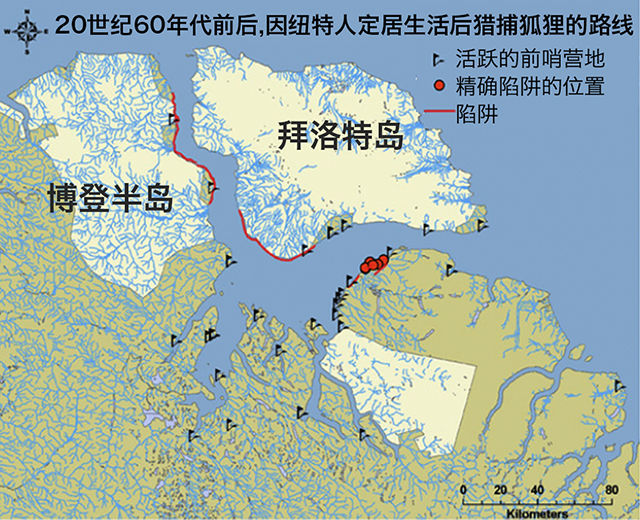 20世纪60年代前后,因纽特人定居生活后猎捕狐狸的路线
N
W E
S
活跃的前哨营地
精确陷阱的位置
陷阱
拜洛特岛
博登半岛
0 20 40 60 80
Kilometers